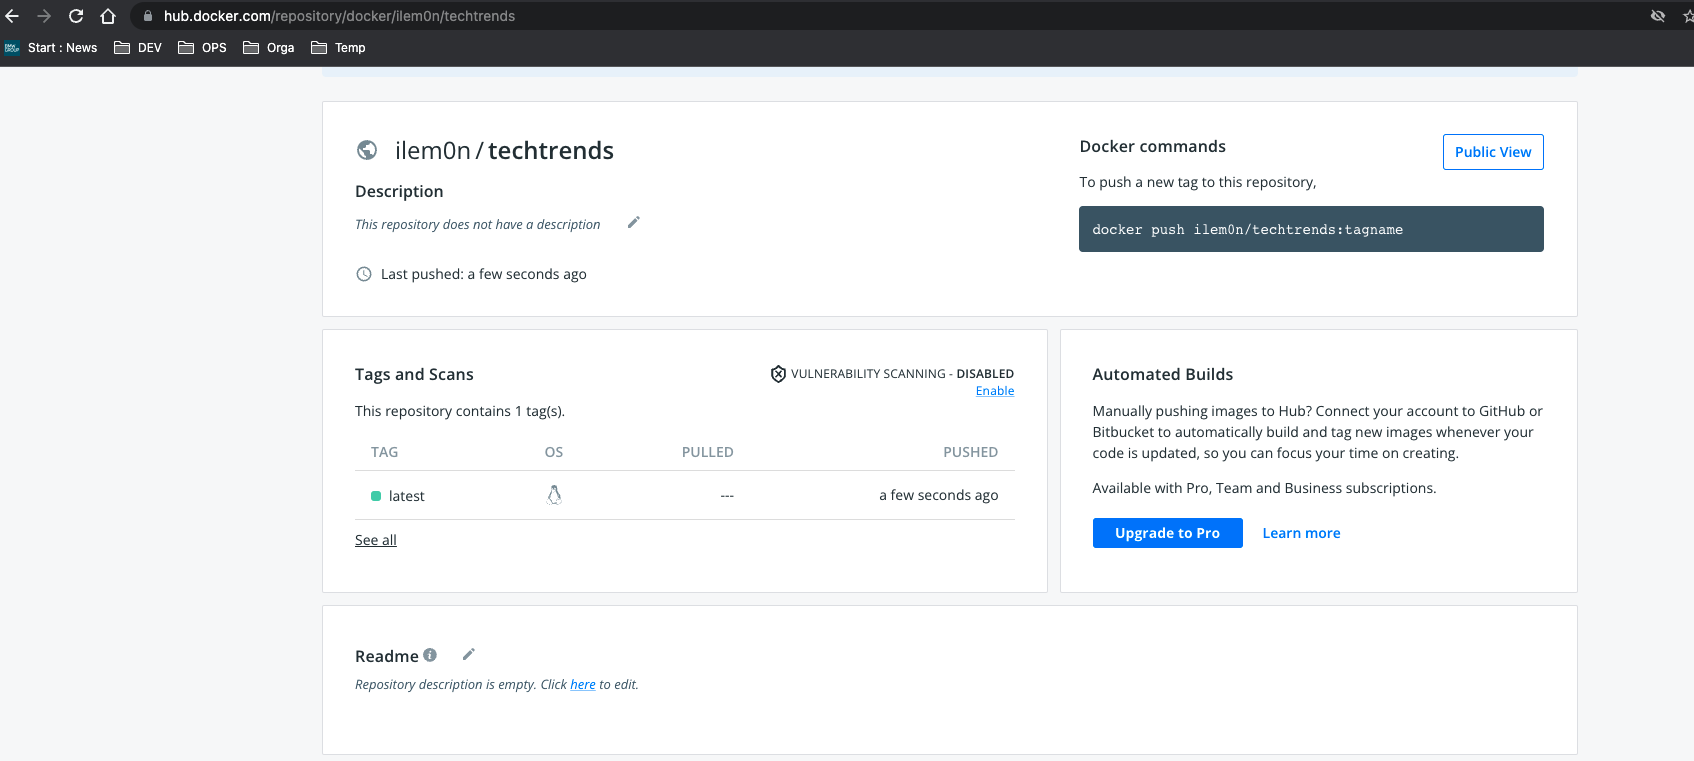 hub.docker.com/repository/docker/ilem0n/techtrends
Start : News DEV OPS Orga Temp
ilem0n / techtrends
Description
This repository does not have a description
Last pushed: a few seconds ago
Docker commands
Public View
To push a new tag to this repository,
docker push ilem0n/techtrends:tagname
Tags and Scans
VULNERABILITY SCANNING - DISABLED
Enable
This repository contains 1 tag(s).
TAG OS PULLED PUSHED
latest --- a few seconds ago
See all
Automated Builds
Manually pushing images to Hub? Connect your account to GitHub or
Bitbucket to automatically build and tag new images whenever your
code is updated, so you can focus your time on creating.
Available with Pro, Team and Business subscriptions.
Upgrade to Pro Learn more
Readme
Repository description is empty. Click here to edit.